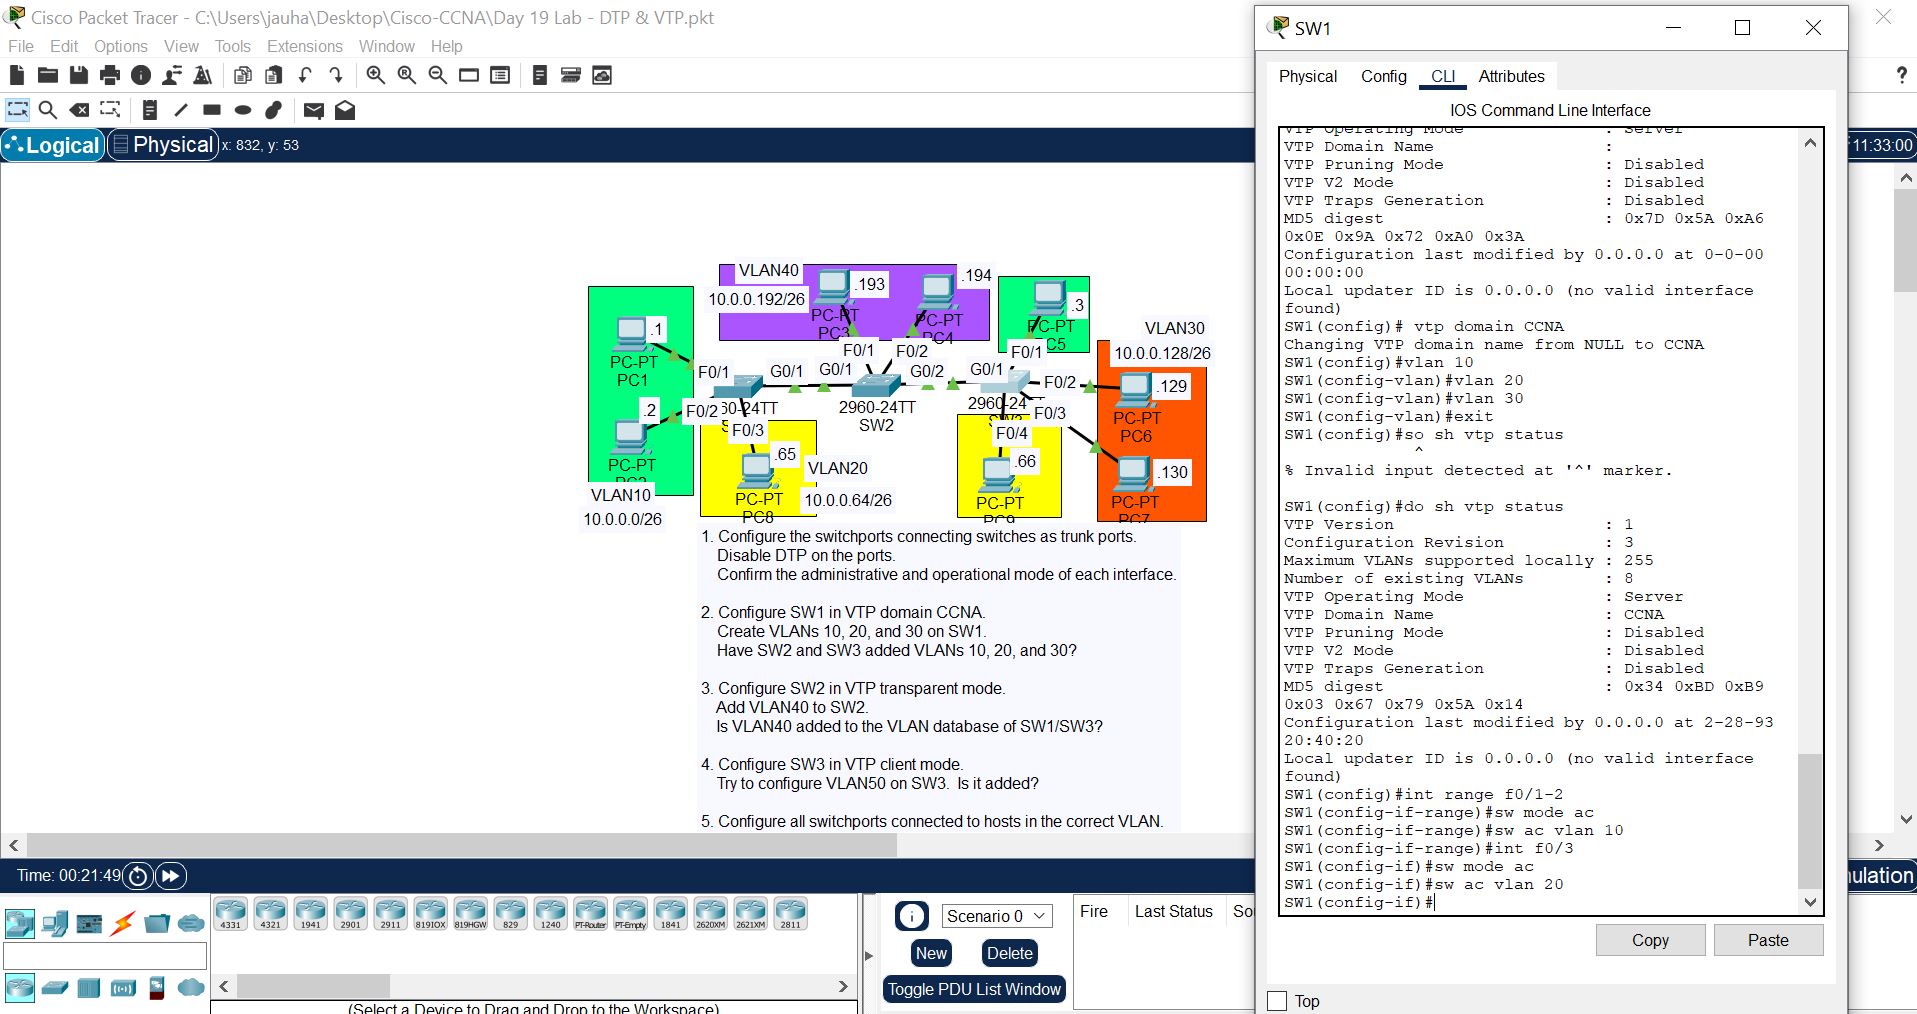 Cisco Packet Tracer - C:\Users\jauha\Desktop\Cisco-CCNA\Day 19 Lab - DTP & VTP.pkt
File Edit Options View Tools Extensions Window Help
?
Logical Physical x: 832, y: 53
11:33:00
VLAN40
10.0.0.192/26
.193
PC-PT
PC3
.194
PC-PT
PC4
.3
PC-PT
PC5
VLAN30
10.0.0.128/26
.1
PC-PT
PC1
.2
PC-PT
VLAN10
10.0.0.0/26
F0/1
F0/2
F0/3
G0/1
G0/1
F0/1
F0/2
G0/2
G0/1
F0/1
F0/2
F0/3
F0/4
2960-24TT
SW2
2960-24
.65
PC-PT
PC8
VLAN20
10.0.0.64/26
.66
PC-PT
PC9
.129
PC-PT
PC6
.130
PC-PT
PC7
1. Configure the switchports connecting switches as trunk ports.
Disable DTP on the ports.
Confirm the administrative and operational mode of each interface.
2. Configure SW1 in VTP domain CCNA.
Create VLANs 10, 20, and 30 on SW1.
Have SW2 and SW3 added VLANs 10, 20, and 30?
3. Configure SW2 in VTP transparent mode.
Add VLAN40 to SW2.
Is VLAN40 added to the VLAN database of SW1/SW3?
4. Configure SW3 in VTP client mode.
Try to configure VLAN50 on SW3. Is it added?
5. Configure all switchports connected to hosts in the correct VLAN.
Time: 00:21:49
ulation
4331 4321 1941 2901 2911 819IOX 819HGW 829 1240 PT-Router PT-Empty 1841 2620XM 2621XM 2811
(Select a Device to Drag and Drop to the Workspace)
Scenario 0
New Delete
Toggle PDU List Window
Fire Last Status Sou
SW1
Physical Config CLI Attributes
IOS Command Line Interface
VTP Operating Mode : Server
VTP Domain Name :
VTP Pruning Mode : Disabled
VTP V2 Mode : Disabled
VTP Traps Generation : Disabled
MD5 digest : 0x7D 0x5A 0xA6
0x0E 0x9A 0x72 0xA0 0x3A
Configuration last modified by 0.0.0.0 at 0-0-00
00:00:00
Local updater ID is 0.0.0.0 (no valid interface
found)
SW1(config)# vtp domain CCNA
Changing VTP domain name from NULL to CCNA
SW1(config)#vlan 10
SW1(config-vlan)#vlan 20
SW1(config-vlan)#vlan 30
SW1(config-vlan)#exit
SW1(config)#so sh vtp status
^
% Invalid input detected at '^' marker.
SW1(config)#do sh vtp status
VTP Version : 1
Configuration Revision : 3
Maximum VLANs supported locally : 255
Number of existing VLANs : 8
VTP Operating Mode : Server
VTP Domain Name : CCNA
VTP Pruning Mode : Disabled
VTP V2 Mode : Disabled
VTP Traps Generation : Disabled
MD5 digest : 0x34 0xBD 0xB9
0x03 0x67 0x79 0x5A 0x14
Configuration last modified by 0.0.0.0 at 2-28-93
20:40:20
Local updater ID is 0.0.0.0 (no valid interface
found)
SW1(config)#int range f0/1-2
SW1(config-if-range)#sw mode ac
SW1(config-if-range)#sw ac vlan 10
SW1(config-if-range)#int f0/3
SW1(config-if)#sw mode ac
SW1(config-if)#sw ac vlan 20
SW1(config-if)#
Copy Paste
Top